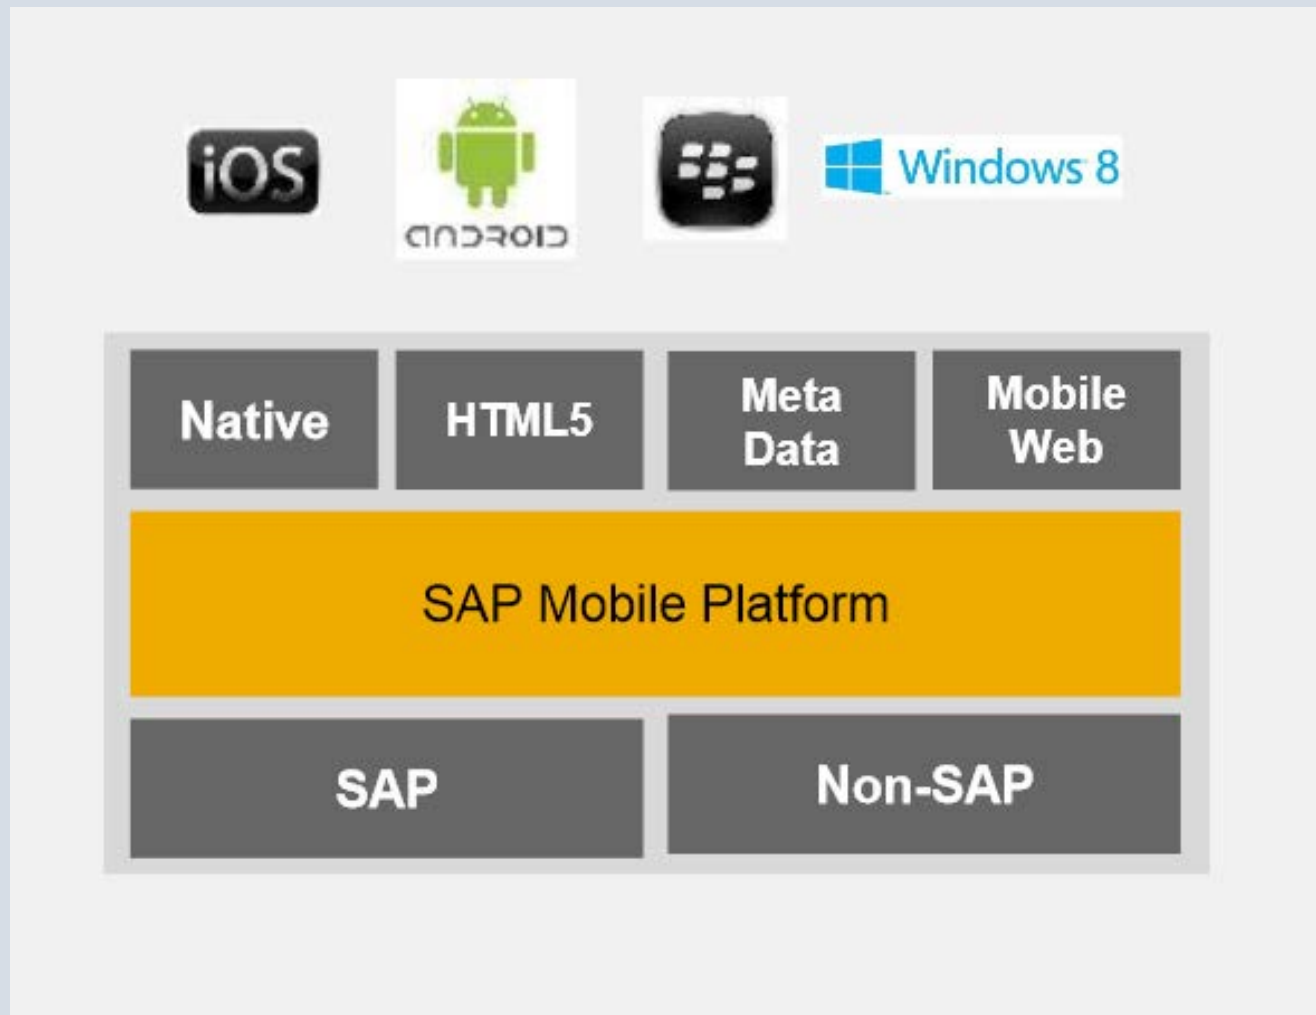 iOS
ANDROID
Windows 8
Native
HTML5
Meta
Data
Mobile
Web
SAP Mobile Platform
SAP
Non-SAP